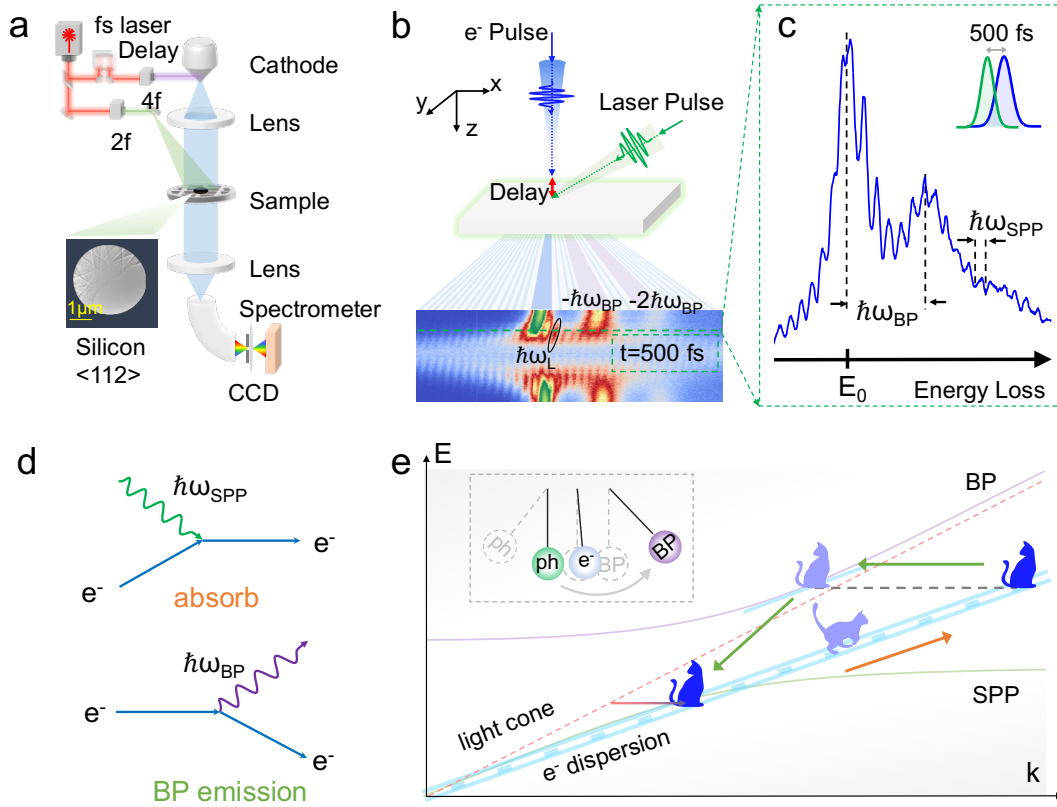 a
fs laser
Delay
Cathode
4f
Lens
2f
Sample
Lens
1μm
Spectrometer
Silicon
<112>
CCD
b
e⁻ Pulse
x
y
z
Laser Pulse
Delay
-ħω_BP
-2ħω_BP
ħω_L
t=500 fs
c
500 fs
ħω_SPP
ħω_BP
E₀
Energy Loss
d
ħω_SPP
e⁻
e⁻
absorb
ħω_BP
e⁻
e⁻
BP emission
e
E
BP
ph
ph
e⁻
BP
BP
SPP
light cone
e⁻ dispersion
k